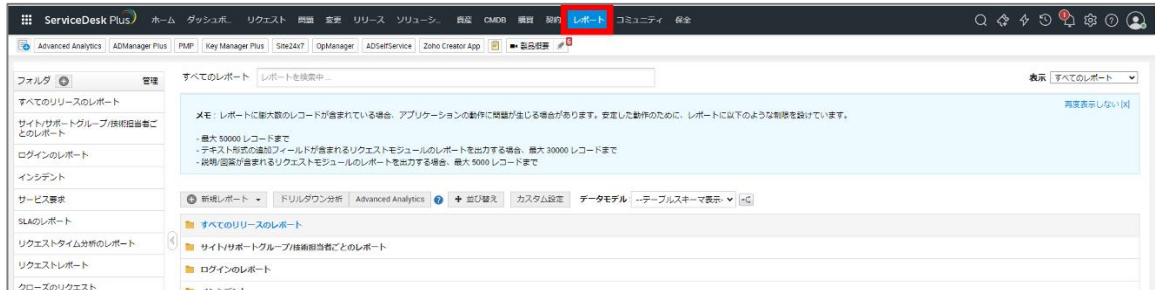 ServiceDesk Plus ホーム ダッシュボ... リクエスト 問題 変更 リリース ソリューシ... 資産 CMDB 購買 契約 レポート コミュニティ 保全
Advanced Analytics ADManager Plus PMP Key Manager Plus Site24x7 OpManager ADSelfService Zoho Creator App 製品概要
フォルダ 管理
すべてのリリースのレポート
サイト/サポートグループ/技術担当者ご
とのレポート
ログインのレポート
インシデント
サービス要求
SLAのレポート
リクエストタイム分析のレポート
リクエストレポート
クローズのリクエスト
すべてのレポート レポートを検索中... 表示 すべてのレポート
再度表示しない [X]
メモ : レポートに膨大数のレコードが含まれている場合、アプリケーションの動作に問題が生じる場合があります。安定した動作のために、レポートに以下のような制限を設けています。
- 最大 50000 レコードまで
- テキスト形式の追加フィールドが含まれるリクエストモジュールのレポートを出力する場合、最大 30000 レコードまで
- 説明/回答が含まれるリクエストモジュールのレポートを出力する場合、最大 5000 レコードまで
新規レポート ドリルダウン分析 Advanced Analytics 並び替え カスタム設定 データモデル --テーブルスキーマ表示-
すべてのリリースのレポート
サイト/サポートグループ/技術担当者ごとのレポート
ログインのレポート